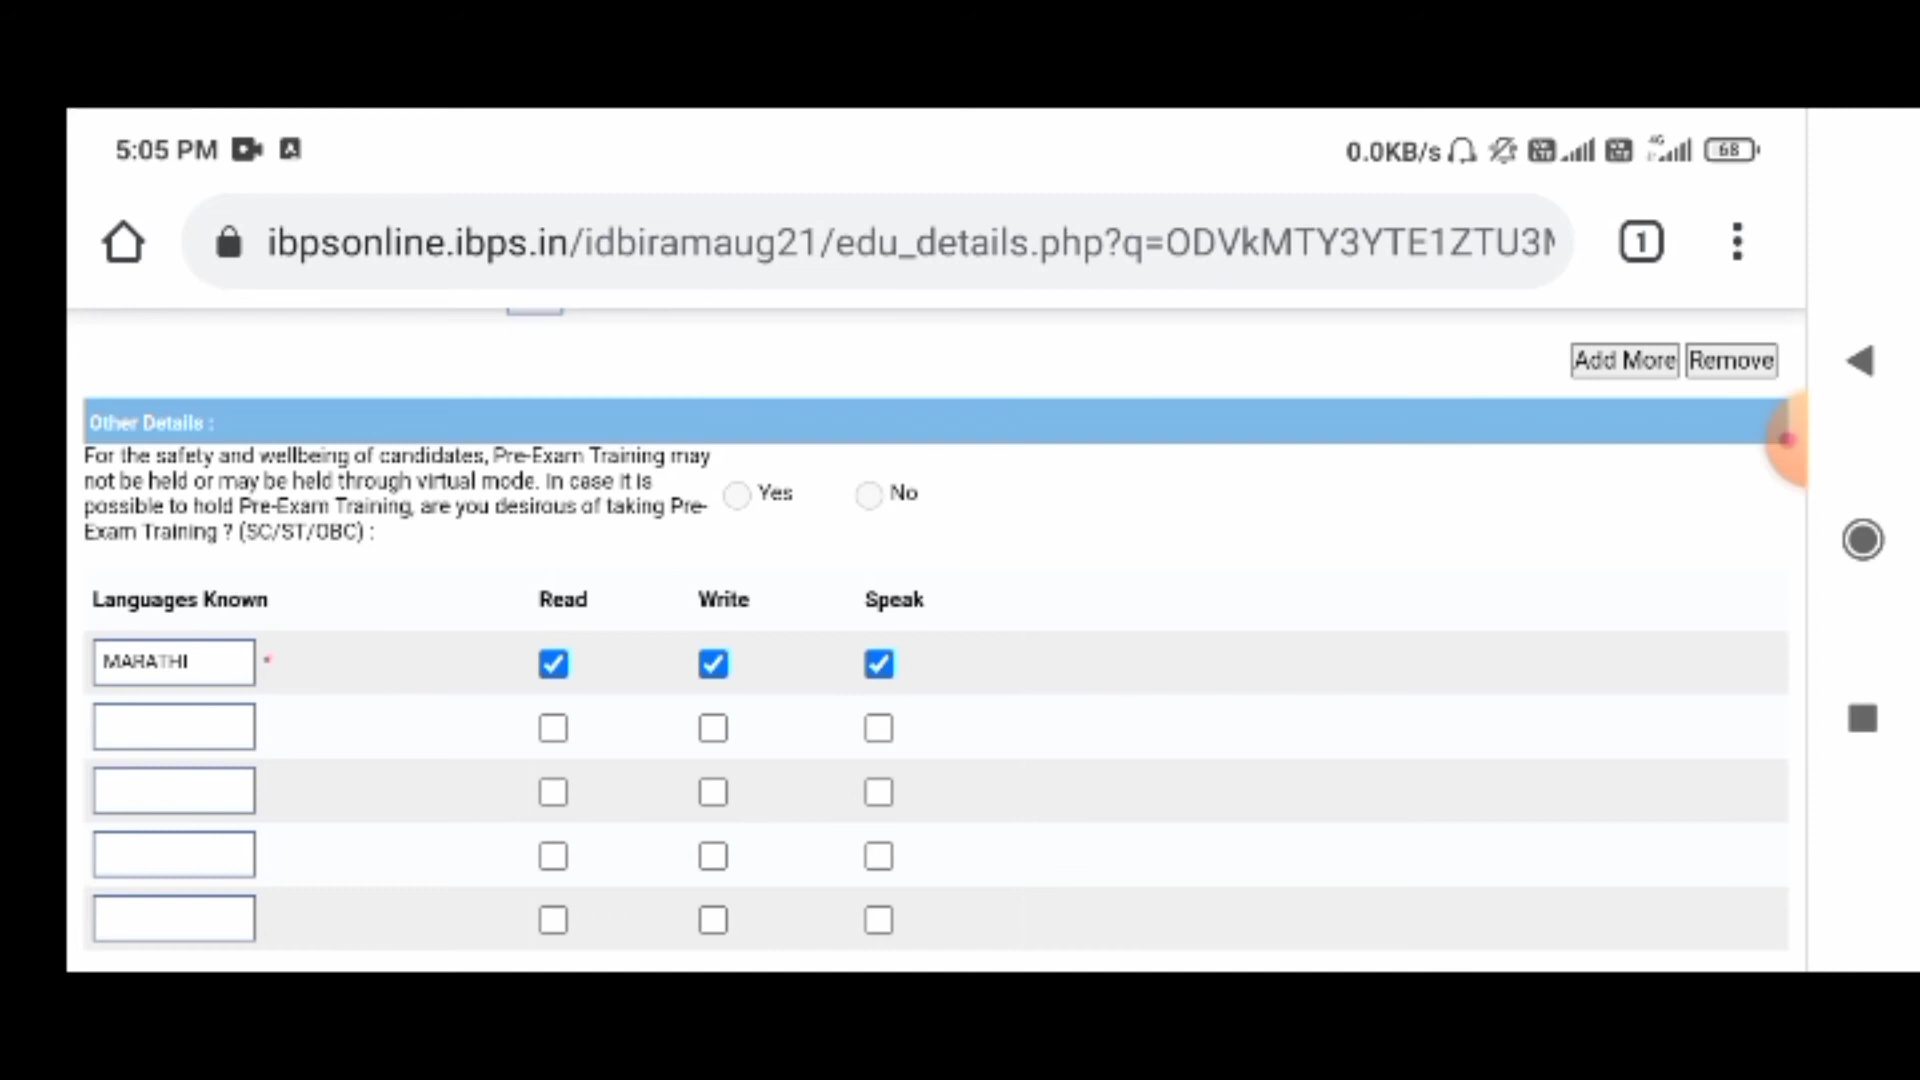 5:05 PM
0.0KB/s
4G
68
ibpsonline.ibps.in/idbiramaug21/edu_details.php?q=ODVkMTY3YTE1ZTU3
1
Add More Remove
Other Details :
For the safety and wellbeing of candidates, Pre-Exam Training may
not be held or may be held through virtual mode. In case it is
possible to hold Pre-Exam Training, are you desirous of taking Pre-
Exam Training ? (SC/ST/OBC) :
Yes No
Languages Known Read Write Speak
MARATHI *